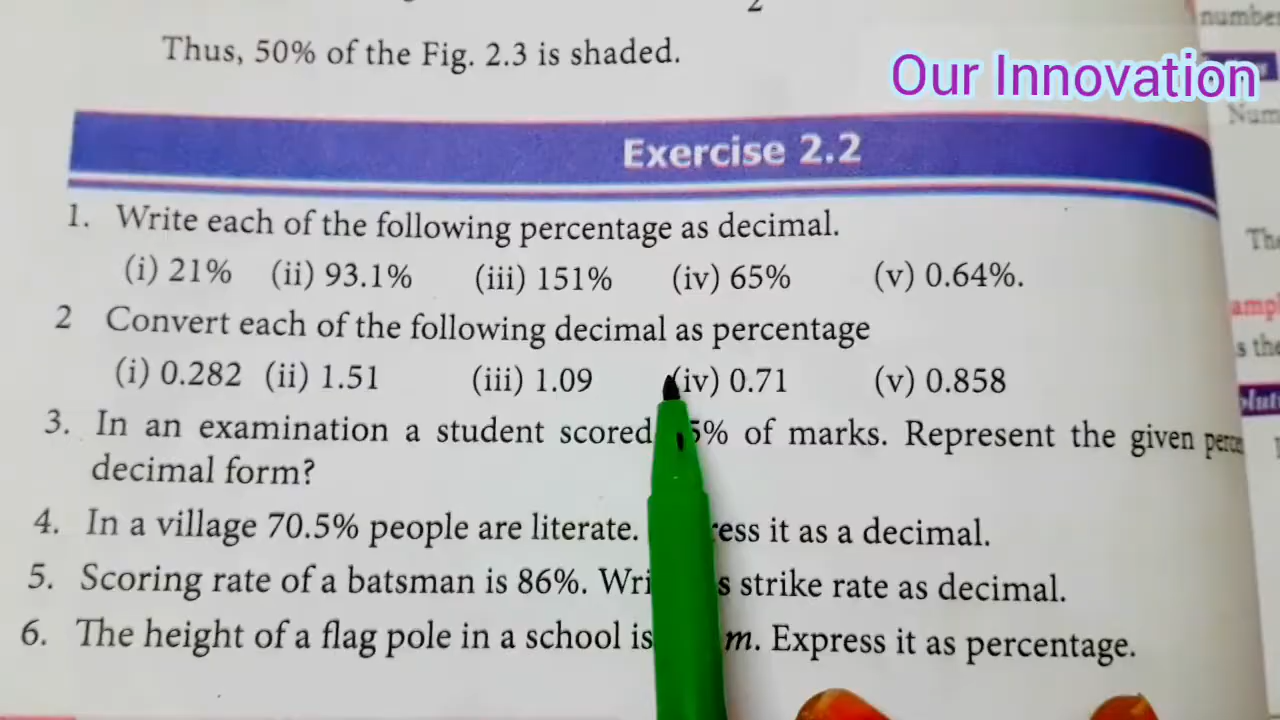 2
Thus, 50% of the Fig. 2.3 is shaded.
Our Innovation
Exercise 2.2
1. Write each of the following percentage as decimal.
(i) 21% (ii) 93.1% (iii) 151% (iv) 65% (v) 0.64%.
2 Convert each of the following decimal as percentage
(i) 0.282 (ii) 1.51 (iii) 1.09 (iv) 0.71 (v) 0.858
3. In an examination a student scored 5% of marks. Represent the given
decimal form?
4. In a village 70.5% people are literate. it as a decimal.
5. Scoring rate of a batsman is 86%. strike rate as decimal.
6. The height of a flag pole in a school is m. Express it as percentage.